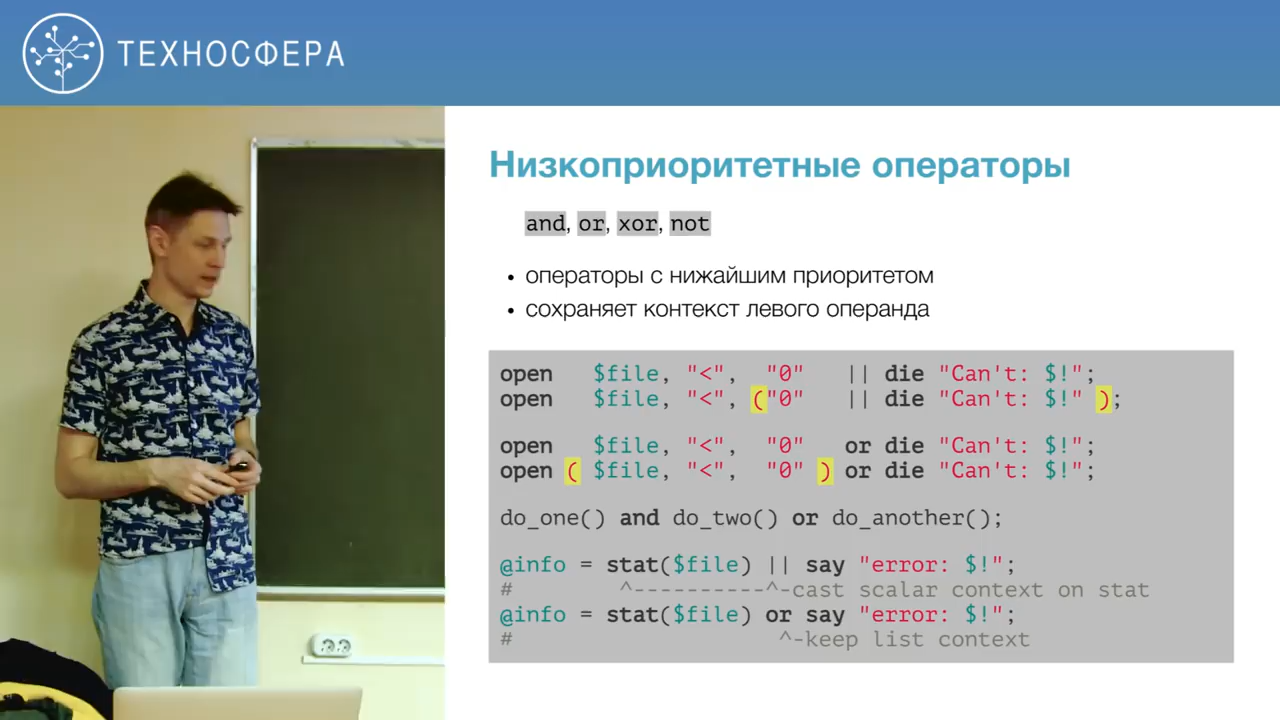 ТЕХНОСФЕРА
Низкоприоритетные операторы
and, or, xor, not
• операторы с нижайшим приоритетом
• сохраняет контекст левого операнда
open   $file, "<",  "0"   || die "Can't: $!";
open   $file, "<", ("0"   || die "Can't: $!" );
open   $file, "<",  "0"   or die "Can't: $!";
open ( $file, "<",  "0" ) or die "Can't: $!";
do_one() and do_two() or do_another();
@info = stat($file) || say "error: $!";
#        ^----------^-cast scalar context on stat
@info = stat($file) or say "error: $!";
#                    ^-keep list context